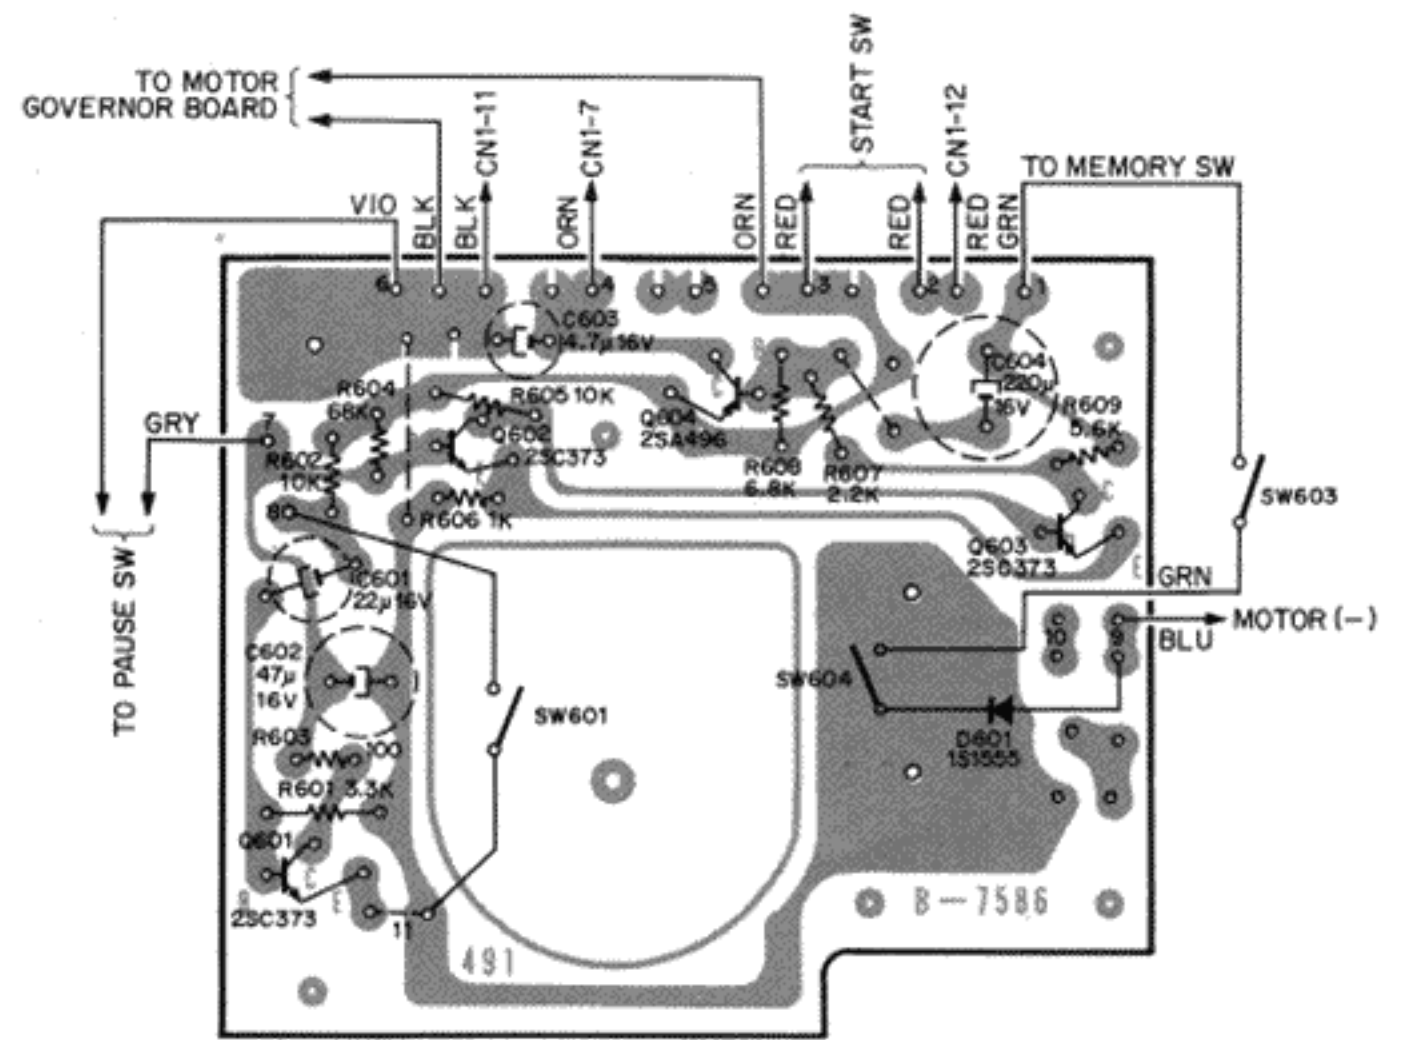 TO MOTOR
GOVERNOR BOARD
CN1-11
CN1-7
START SW
CN1-12
TO MEMORY SW
VIO
BLK
BLK
ORN
ORN
RED
RED
RED
GRN
6
4
5
3
2
1
C603
4.7μ16V
B
C604
220μ
16V
R604
68K
R605 10K
Q604
2SA496
R609
5.6K
GRY
7
Q602
2SC373
R602
10K
R608
6.8K
R607
2.2K
C
SW603
8
R606 1K
Q603
2SC373
E
TO PAUSE SW
C601
22μ16V
GRN
10
9
MOTOR (-)
BLU
C602
47μ
16V
SW604
SW601
R603
100
D601
1S1555
R601 3.3K
Q601
B
E
2SC373
11
B-7586
491